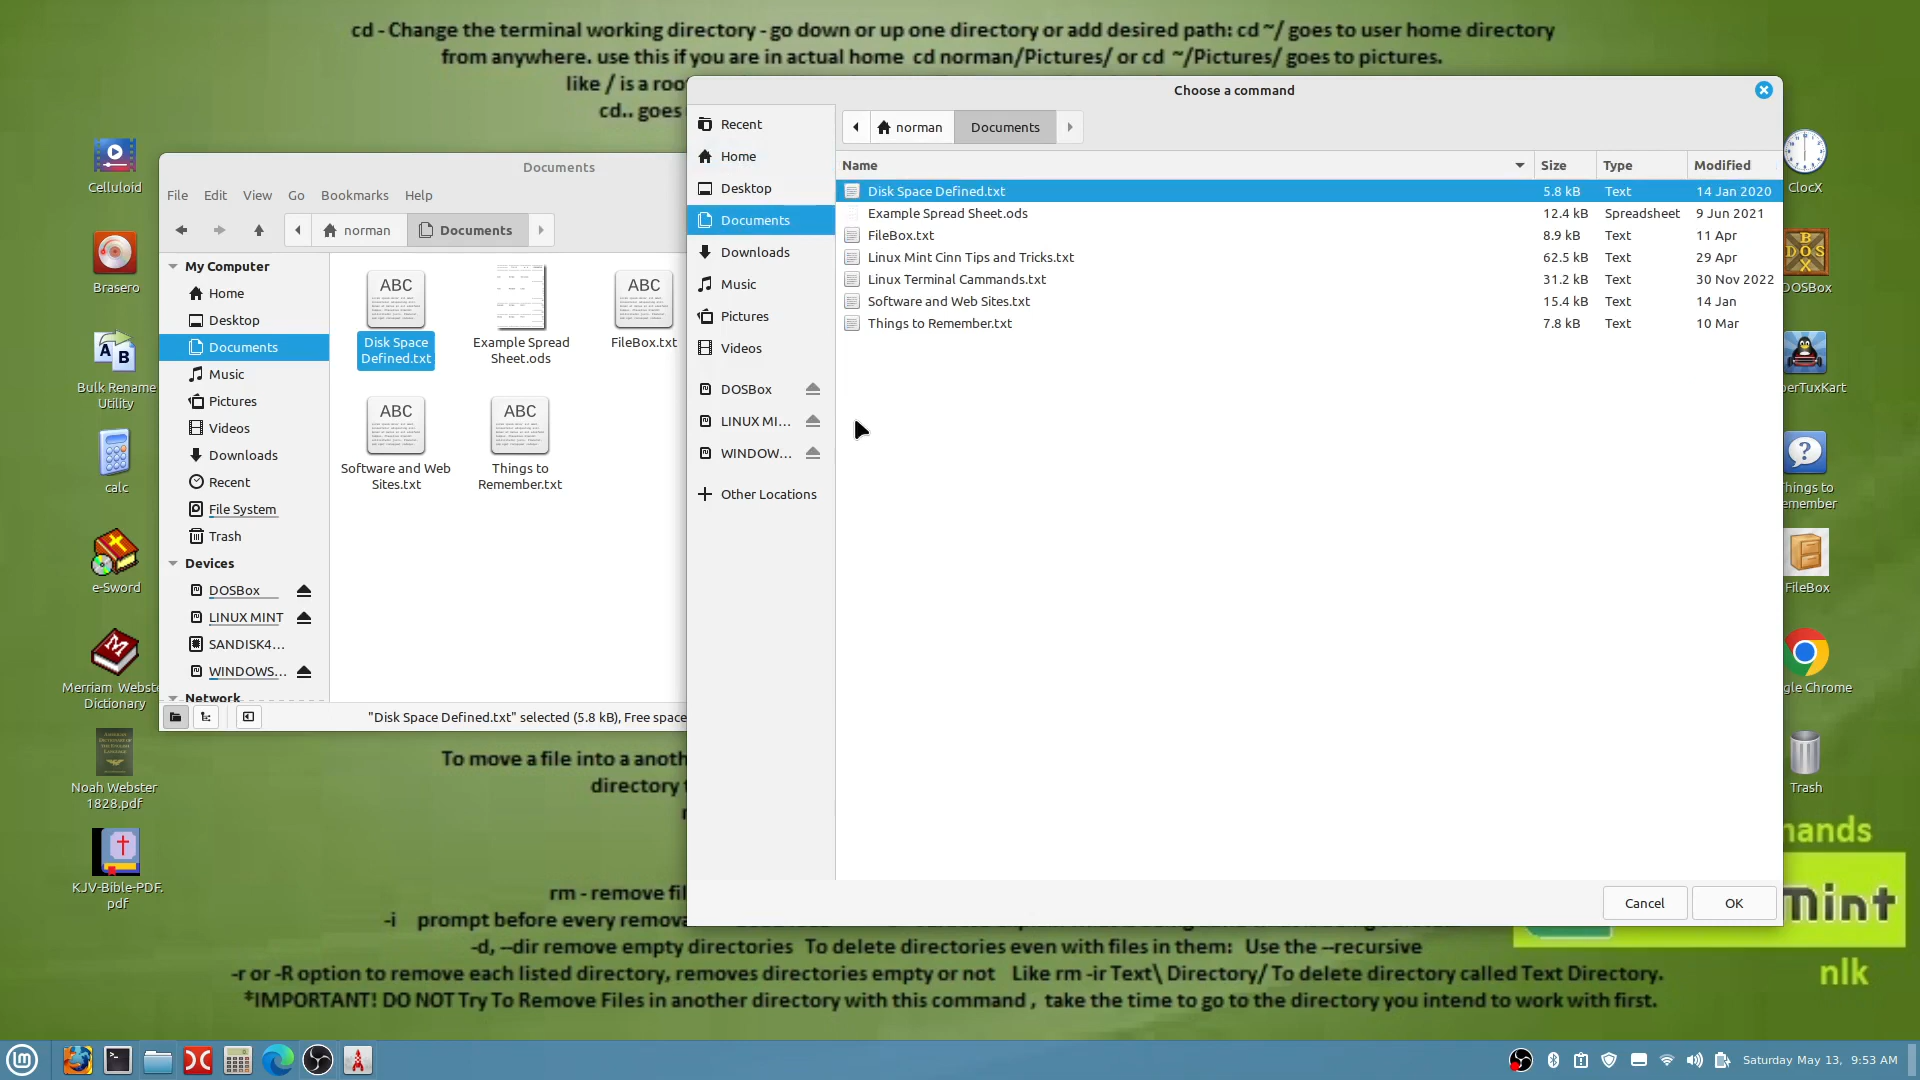 cd - Change the terminal working directory - go down or up one directory or add desired path: cd ~/ goes to user home directory
from anywhere. use this if you are in actual home cd norman/Pictures/ or cd ~/Pictures/ goes to pictures.
like / is a roo
cd.. goes
Celluloid
Brasero
Bulk Rename
Utility
calc
e-Sword
Merriam Webste
Dictionary
Noah Webster
1828.pdf
KJV-Bible-PDF.
pdf
Documents
File Edit View Go Bookmarks Help
norman Documents
My Computer
Home
Desktop
Documents
Music
Pictures
Videos
Downloads
Recent
File System
Trash
Devices
DOSBox
LINUX MINT
SANDISK4...
WINDOWS...
Network
ABC
Disk Space
Defined.txt
Example Spread
Sheet.ods
ABC
FileBox.txt
ABC
Software and Web
Sites.txt
ABC
Things to
Remember.txt
"Disk Space Defined.txt" selected (5.8 kB), Free space
Choose a command
Recent
Home
Desktop
Documents
Downloads
Music
Pictures
Videos
DOSBox
LINUX MI...
WINDOW...
Other Locations
norman Documents
Name Size Type Modified
Disk Space Defined.txt 5.8 kB Text 14 Jan 2020
Example Spread Sheet.ods 12.4 kB Spreadsheet 9 Jun 2021
FileBox.txt 8.9 kB Text 11 Apr
Linux Mint Cinn Tips and Tricks.txt 62.5 kB Text 29 Apr
Linux Terminal Cammands.txt 31.2 kB Text 30 Nov 2022
Software and Web Sites.txt 15.4 kB Text 14 Jan
Things to Remember.txt 7.8 kB Text 10 Mar
Cancel OK
ClocX
BOX
DOS
DOSBox
perTuxKart
Things to
emember
FileBox
gle Chrome
Trash
To move a file into a anoth
directory
rm - remove fil
-i prompt before every remova
-d, --dir remove empty directories To delete directories even with files in them: Use the --recursive
-r or -R option to remove each listed directory, removes directories empty or not Like rm -ir Text\ Directory/ To delete directory called Text Directory.
*IMPORTANT! DO NOT Try To Remove Files in another directory with this command , take the time to go to the directory you intend to work with first.
mands
Mint
nlk
Saturday May 13, 9:53 AM